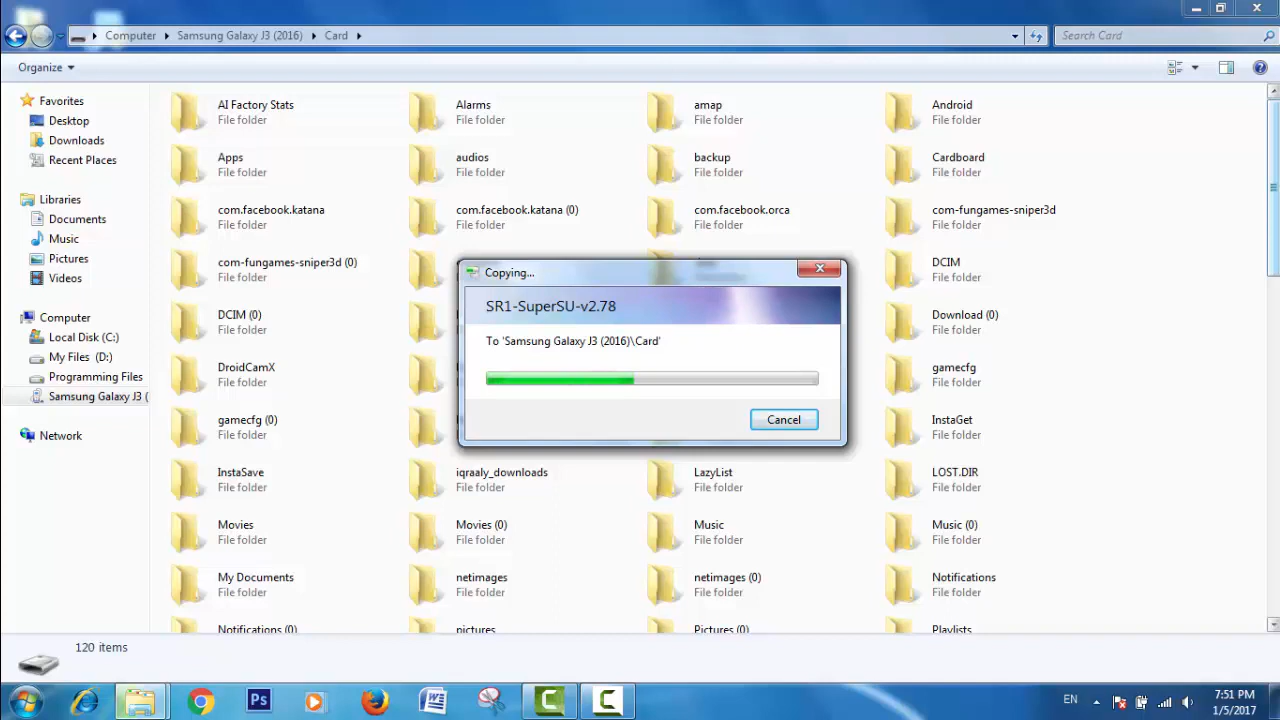 Computer Samsung Galaxy J3 (2016) Card
Search Card
Organize
Favorites
Desktop
Downloads
Recent Places
Libraries
Documents
Music
Pictures
Videos
Computer
Local Disk (C:)
My Files (D:)
Programming Files
Samsung Galaxy J3 (
Network
AI Factory Stats Alarms amap Android
File folder File folder File folder File folder
Apps audios backup Cardboard
File folder File folder File folder File folder
com.facebook.katana com.facebook.katana (0) com.facebook.orca com-fungames-sniper3d
File folder File folder File folder File folder
com-fungames-sniper3d (0) DCIM
File folder File folder
DCIM (0) Download (0)
File folder File folder
DroidCamX gamecfg
File folder File folder
gamecfg (0) InstaGet
File folder File folder
InstaSave iqraaly_downloads LazyList LOST.DIR
File folder File folder File folder File folder
Movies Movies (0) Music Music (0)
File folder File folder File folder File folder
My Documents netimages netimages (0) Notifications
File folder File folder File folder File folder
Notifications (0) pictures Pictures (0) Playlists
Copying...
SR1-SuperSU-v2.78
To 'Samsung Galaxy J3 (2016)\Card'
Cancel
120 items
Ps
EN
7:51 PM
1/5/2017